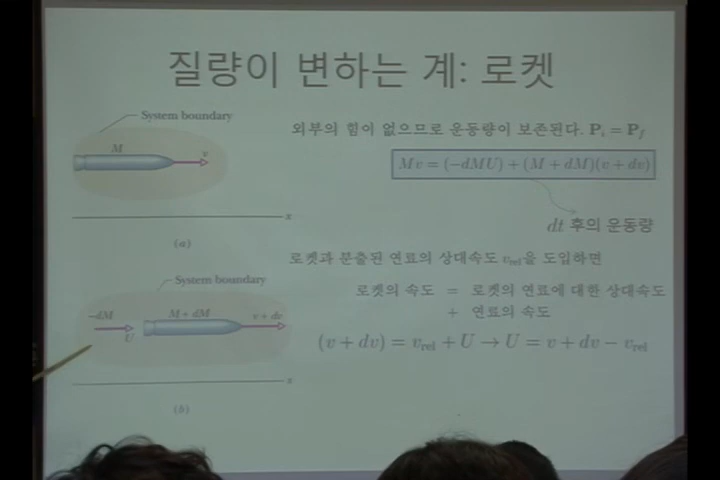 질량이 변하는 계: 로켓
System boundary
M
v
x
(a)
외부의 힘이 없으므로 운동량이 보존된다. P_i = P_f
Mv = (−dMU) + (M + dM)(v + dv)
dt 후의 운동량
로켓과 분출된 연료의 상대속도 v_rel을 도입하면
로켓의 속도 = 로켓의 연료에 대한 상대속도
+ 연료의 속도
(v + dv) = v_rel + U → U = v + dv − v_rel
System boundary
−dM
M + dM
v + dv
U
x
(b)